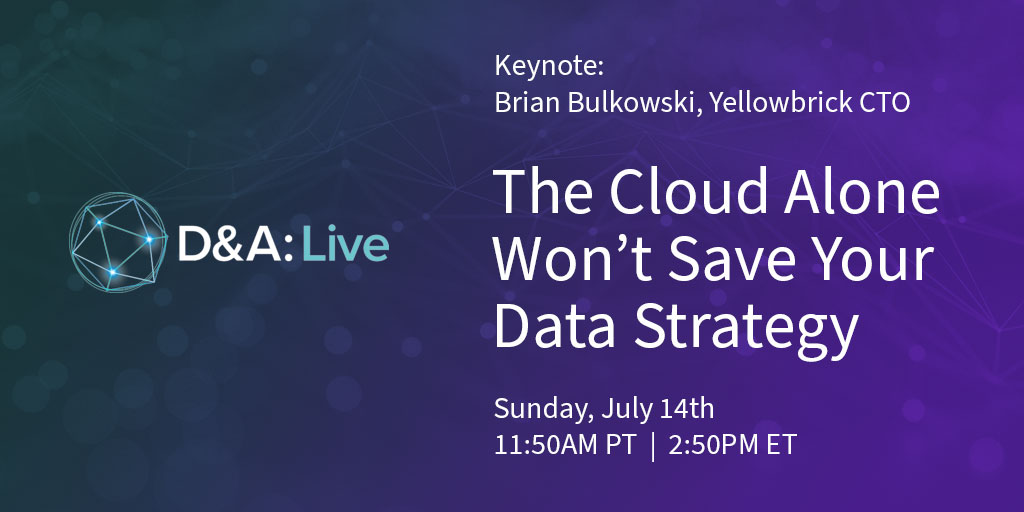 D&A: Live
Keynote:
Brian Bulkowski, Yellowbrick CTO
The Cloud Alone
Won’t Save Your
Data Strategy
Sunday, July 14th
11:50AM PT | 2:50PM ET